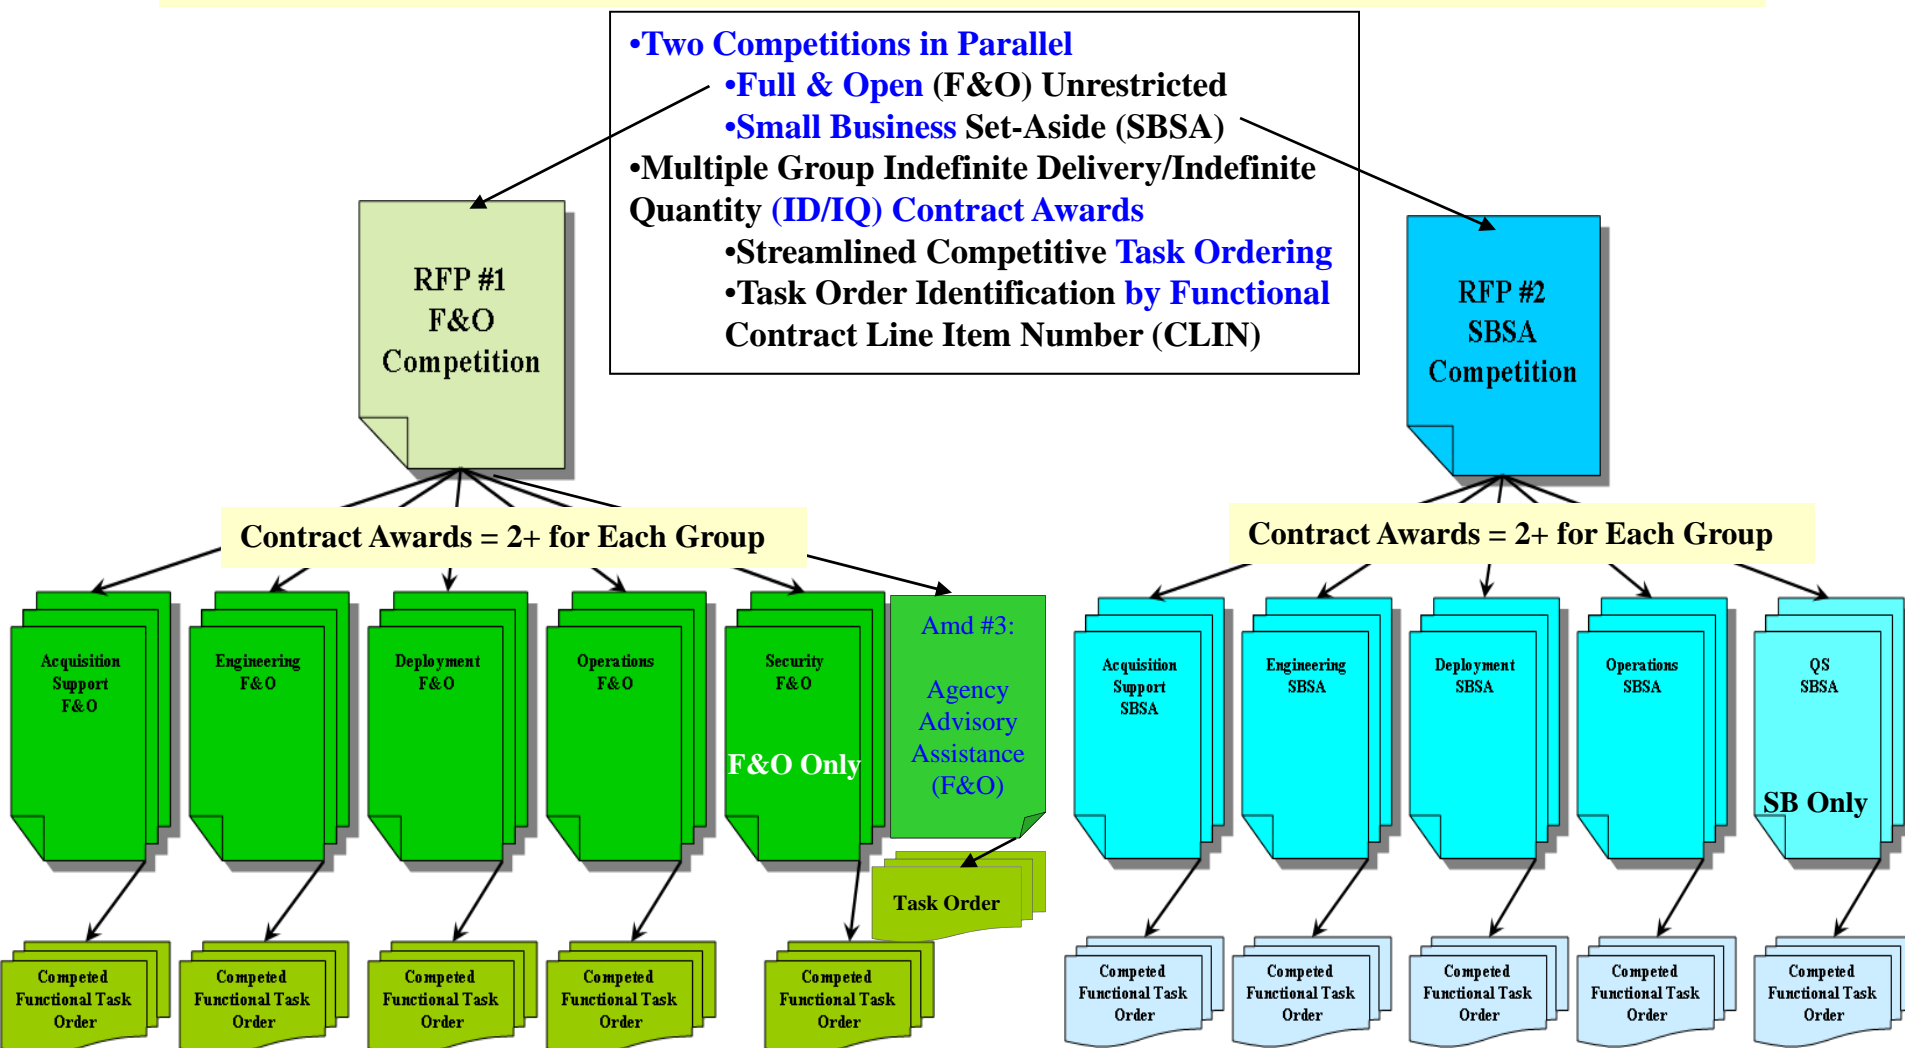 •Two Competitions in Parallel
•Full & Open (F&O) Unrestricted
•Small Business Set-Aside (SBSA)
•Multiple Group Indefinite Delivery/Indefinite
Quantity (ID/IQ) Contract Awards
•Streamlined Competitive Task Ordering
•Task Order Identification by Functional
Contract Line Item Number (CLIN)
RFP #1
F&O
Competition
RFP #2
SBSA
Competition
Contract Awards = 2+ for Each Group
Contract Awards = 2+ for Each Group
Acquisition
Support
F&O
Engineering
F&O
Deployment
F&O
Operations
F&O
Security
F&O
F&O Only
Amd #3:
Agency
Advisory
Assistance
(F&O)
Acquisition
Support
SBSA
Engineering
SBSA
Deployment
SBSA
Operations
SBSA
QS
SBSA
SB Only
Task Order
Competed
Functional Task
Order
Competed
Functional Task
Order
Competed
Functional Task
Order
Competed
Functional Task
Order
Competed
Functional Task
Order
Competed
Functional Task
Order
Competed
Functional Task
Order
Competed
Functional Task
Order
Competed
Functional Task
Order
Competed
Functional Task
Order